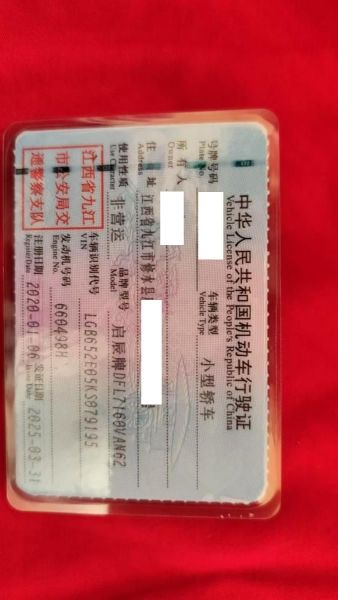 中华人民共和国机动车行驶证
Vehicle License of the People's Republic of China
号牌号码
Plate No.
车辆类型 小型轿车
Vehicle Type
所有人
Owner
住址 江西省九江市修水县
Address
使用性质 非营运
Use Character
品牌型号 启辰牌DFL7160VAN62
Model
江西省九江
市公安局交
通警察支队
车辆识别代号 LGB652E05KS079195
VIN
发动机号码 660498H
Engine No.
注册日期 2020-01-06
Register Date
发证日期 2025-03-31
Issue Date